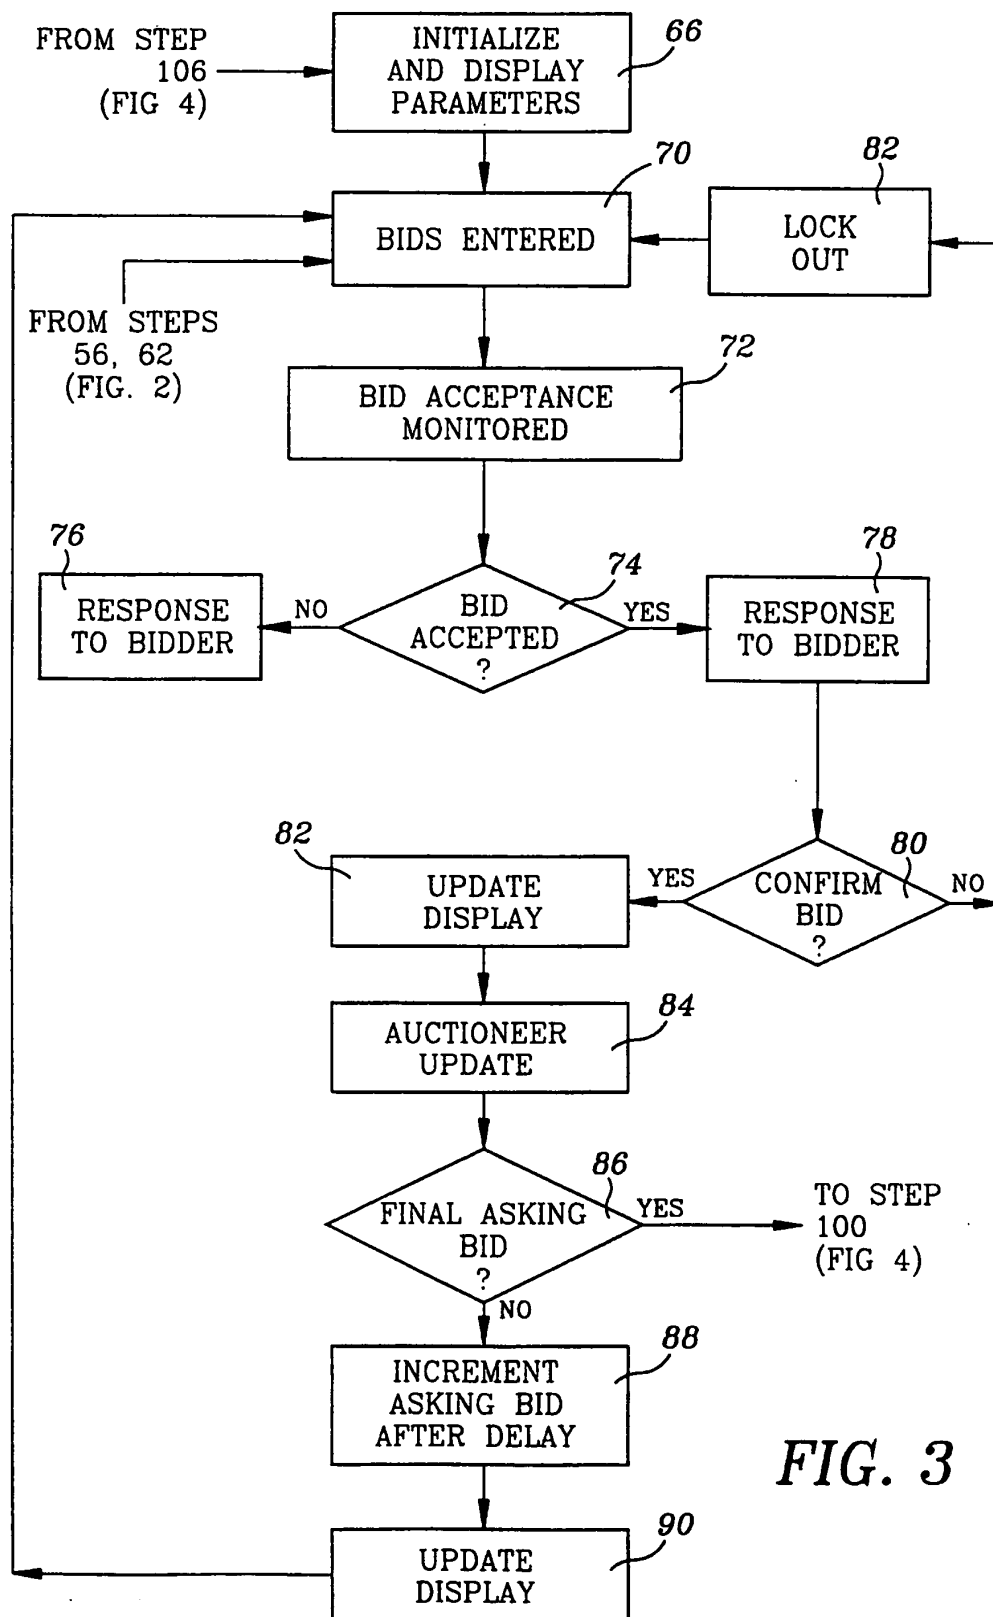 FROM STEP
106
(FIG 4)
INITIALIZE
AND DISPLAY
PARAMETERS
66
70
BIDS ENTERED
82
LOCK
OUT
FROM STEPS
56, 62
(FIG. 2)
72
BID ACCEPTANCE
MONITORED
76
RESPONSE
TO BIDDER
NO
74
BID
ACCEPTED
?
YES
78
RESPONSE
TO BIDDER
82
UPDATE
DISPLAY
YES
80
CONFIRM
BID
?
NO
84
AUCTIONEER
UPDATE
86
FINAL ASKING
BID
?
YES
TO STEP
100
(FIG 4)
NO
88
INCREMENT
ASKING BID
AFTER DELAY
FIG. 3
90
UPDATE
DISPLAY